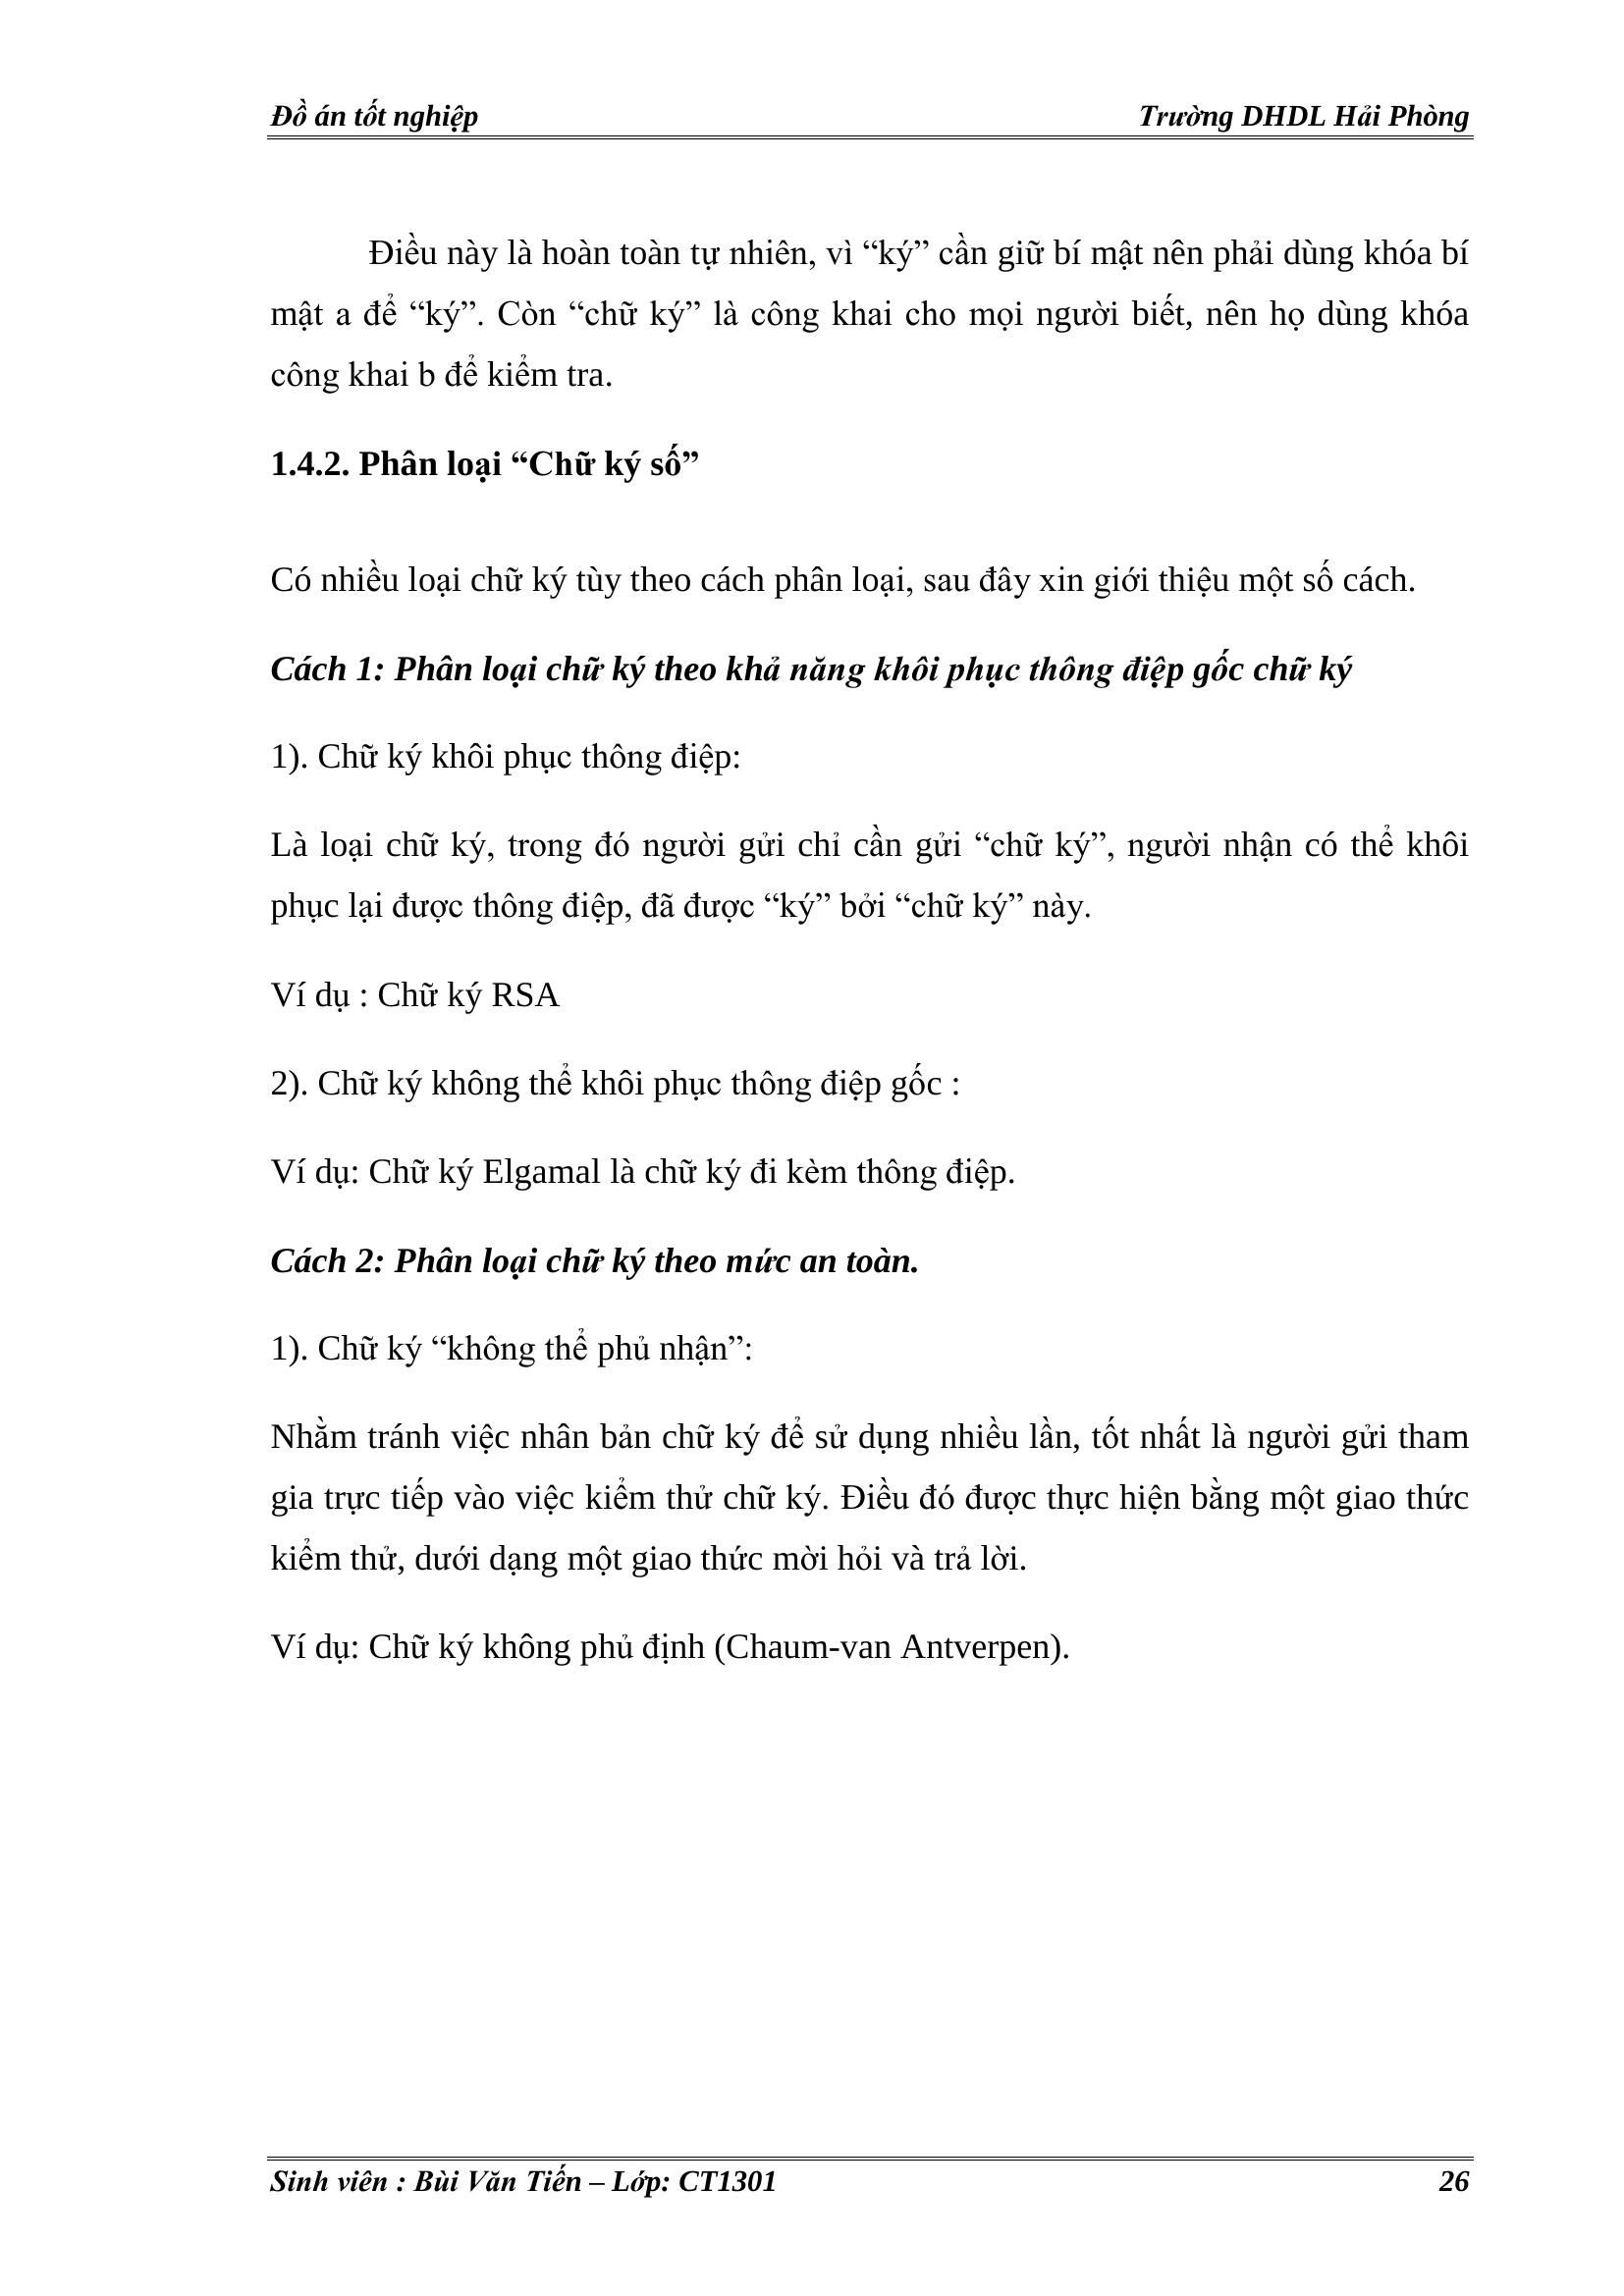 Đồ án tốt nghiệp Trường DHDL Hải Phòng
Điều này là hoàn toàn tự nhiên, vì “ký” cần giữ bí mật nên phải dùng khóa bí
mật a để “ký”. Còn “chữ ký” là công khai cho mọi người biết, nên họ dùng khóa
công khai b để kiểm tra.
1.4.2. Phân loại “Chữ ký số”
Có nhiều loại chữ ký tùy theo cách phân loại, sau đây xin giới thiệu một số cách.
Cách 1: Phân loại chữ ký theo khả năng khôi phục thông điệp gốc chữ ký
1). Chữ ký khôi phục thông điệp:
Là loại chữ ký, trong đó người gửi chỉ cần gửi “chữ ký”, người nhận có thể khôi
phục lại được thông điệp, đã được “ký” bởi “chữ ký” này.
Ví dụ : Chữ ký RSA
2). Chữ ký không thể khôi phục thông điệp gốc :
Ví dụ: Chữ ký Elgamal là chữ ký đi kèm thông điệp.
Cách 2: Phân loại chữ ký theo mức an toàn.
1). Chữ ký “không thể phủ nhận”:
Nhằm tránh việc nhân bản chữ ký để sử dụng nhiều lần, tốt nhất là người gửi tham
gia trực tiếp vào việc kiểm thử chữ ký. Điều đó được thực hiện bằng một giao thức
kiểm thử, dưới dạng một giao thức mời hỏi và trả lời.
Ví dụ: Chữ ký không phủ định (Chaum-van Antverpen).
Sinh viên : Bùi Văn Tiến – Lớp: CT1301 26